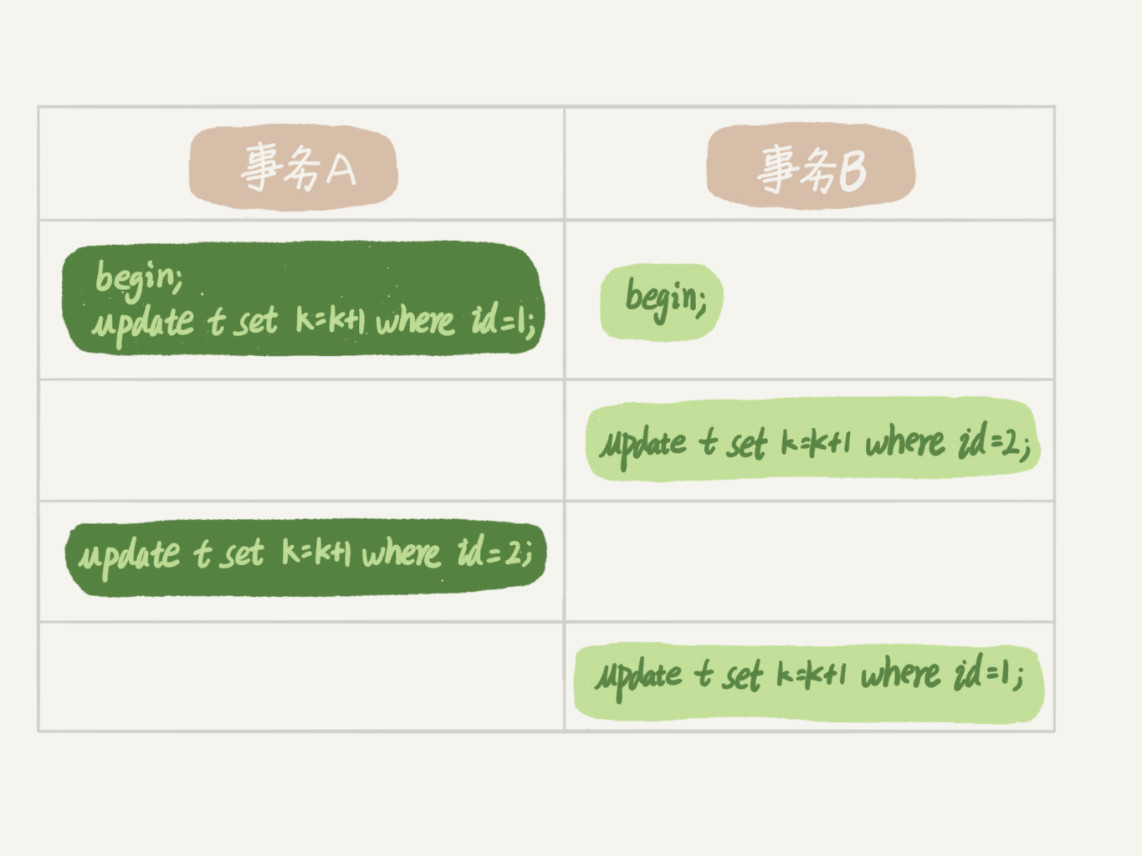 事务A
事务B
begin;
update t set k=k+1 where id=1;
begin;
update t set k=k+1 where id=2;
update t set k=k+1 where id=2;
update t set k=k+1 where id=1;